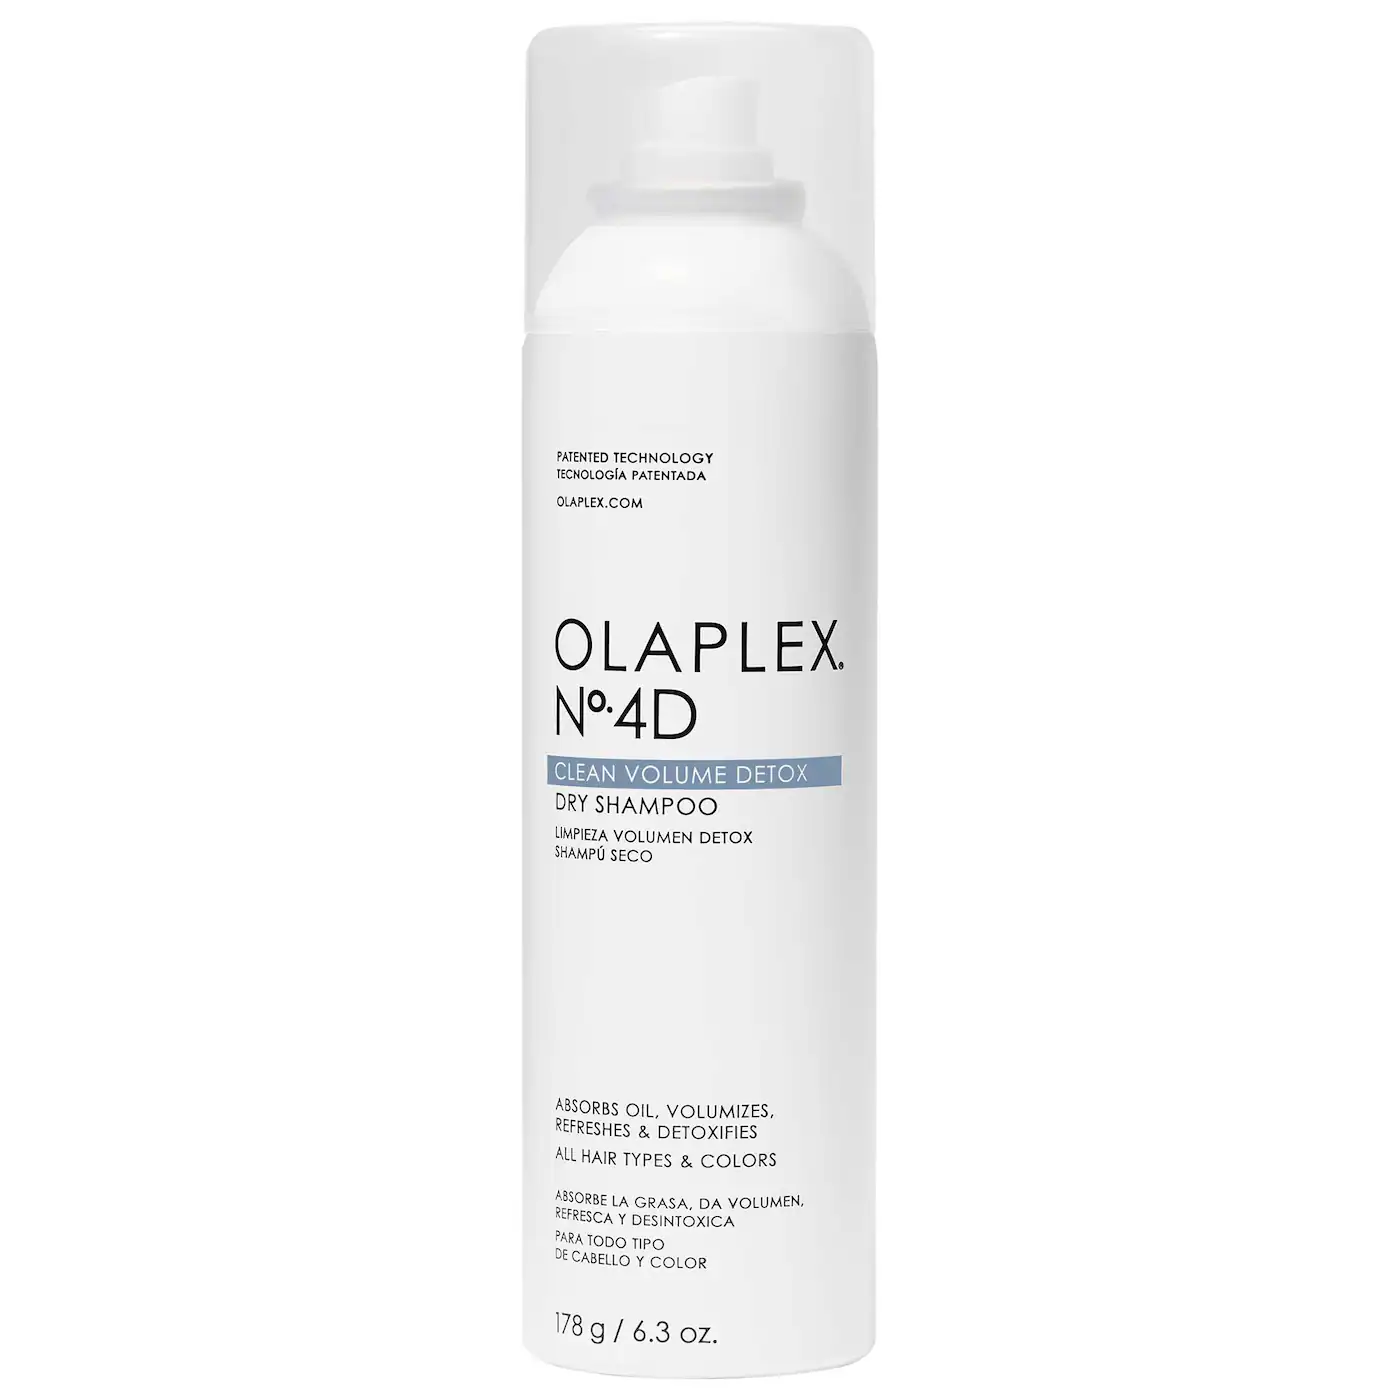 PATENTED TECHNOLOGY
TECNOLOGÍA PATENTADA
OLAPLEX.COM
OLAPLEX®
Nº.4D
CLEAN VOLUME DETOX
DRY SHAMPOO
LIMPIEZA VOLUMEN DETOX
SHAMPÚ SECO
ABSORBS OIL, VOLUMIZES,
REFRESHES & DETOXIFIES
ALL HAIR TYPES & COLORS
ABSORBE LA GRASA, DA VOLUMEN,
REFRESCA Y DESINTOXICA
PARA TODO TIPO
DE CABELLO Y COLOR
178 g / 6.3 oz.